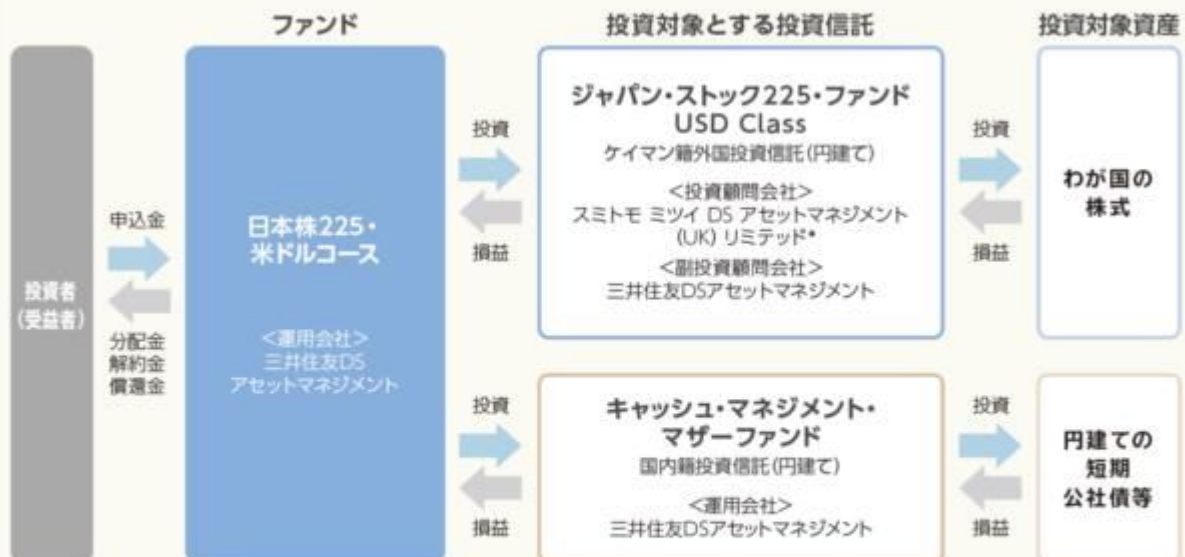 ファンド
投資対象とする投資信託
投資対象資産
投資者
(受益者)
申込金
分配金
解約金
償還金
日本株225・
米ドルコース
<運用会社>
三井住友DS
アセットマネジメント
投資
損益
ジャパン・ストック225・ファンド
USD Class
ケイマン籍外国投資信託(円建て)
<投資顧問会社>
スミトモ ミツイ DS アセットマネジメント
(UK) リミテッド*
<副投資顧問会社>
三井住友DSアセットマネジメント
投資
損益
わが国の
株式
投資
損益
キャッシュ・マネジメント・
マザーファンド
国内籍投資信託(円建て)
<運用会社>
三井住友DSアセットマネジメント
投資
損益
円建ての
短期
公社債等